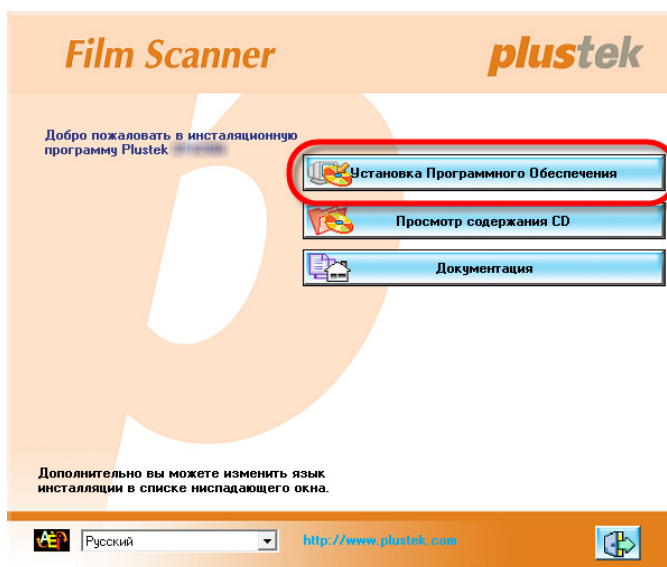 Film Scanner
plustek
Добро пожаловать в инсталяционную
программу Plustek
Установка Программного Обеспечения
Просмотр содержания CD
Документация
Дополнительно вы можете изменить язык
инсталляции в списке ниспадающего окна.
Русский
http://www.plustek.com